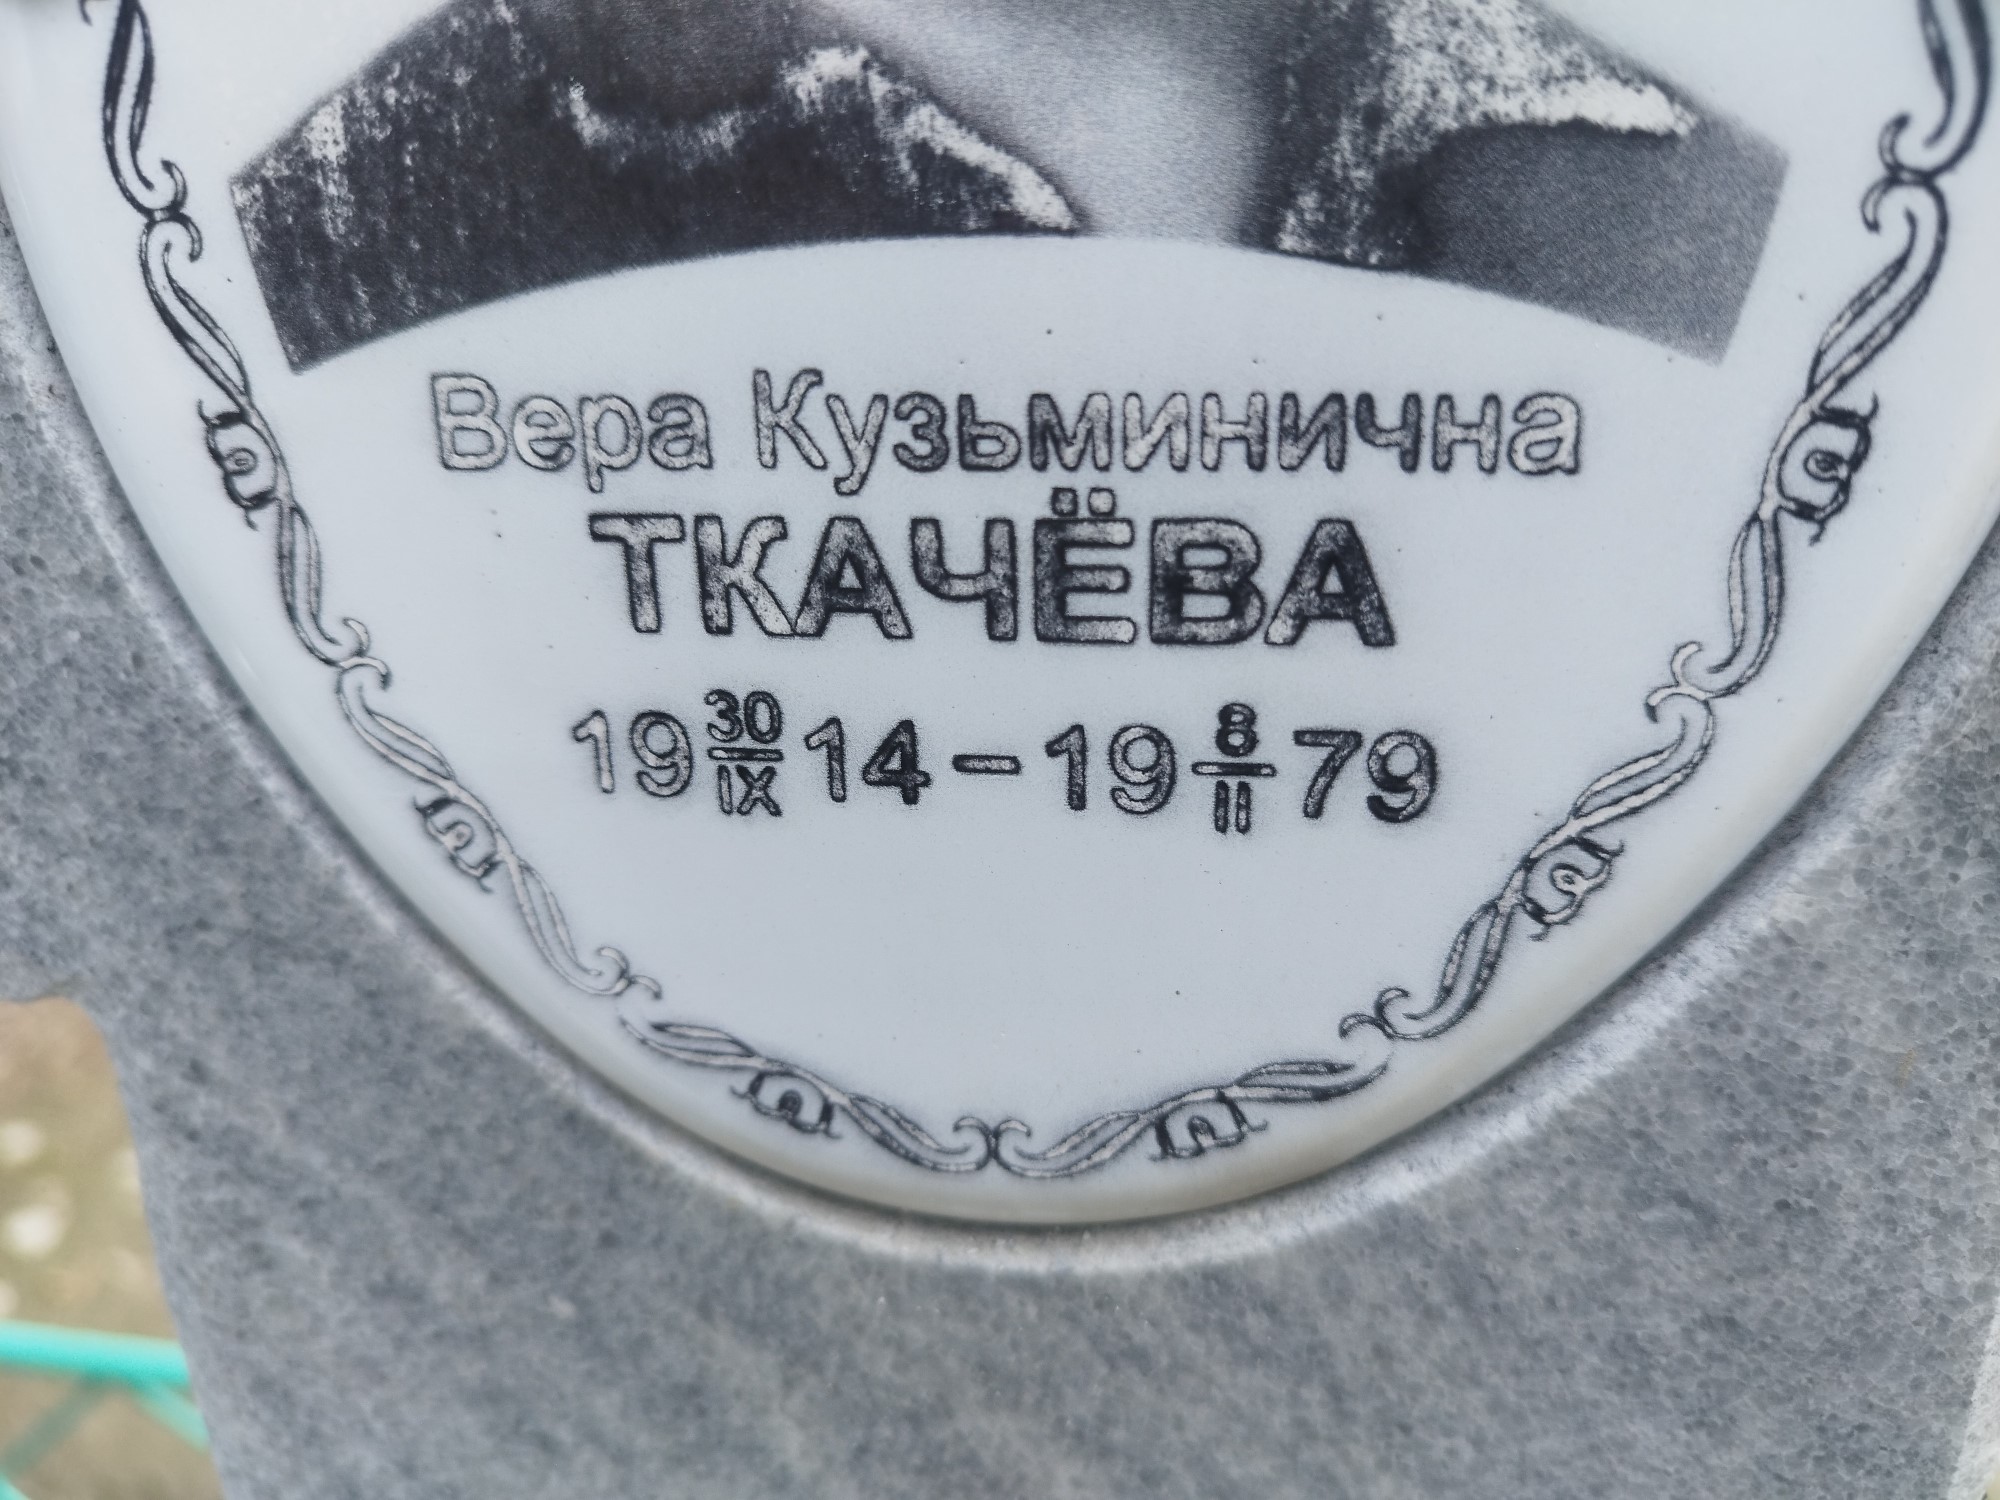 Вера Кузьминична
ТКАЧЁВА
19 30/IX 14 – 19 8/II 79